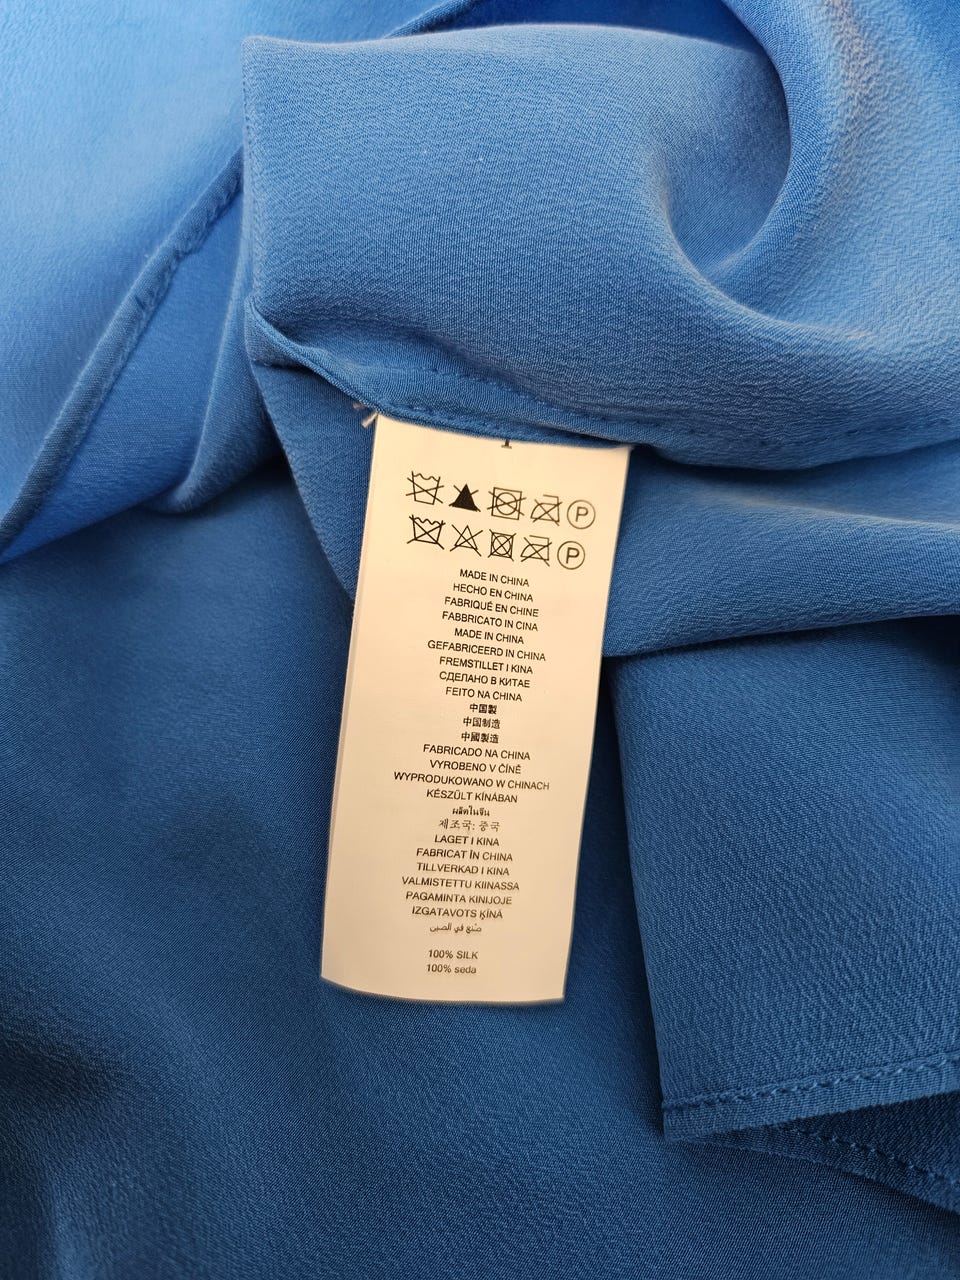 P
P
MADE IN CHINA
HECHO EN CHINA
FABRIQUÉ EN CHINE
FABBRICATO IN CINA
MADE IN CHINA
GEFABRICEERD IN CHINA
FREMSTILLET I KINA
СДЕЛАНО В КИТАЕ
FEITO NA CHINA
中国製
中国制造
中國製造
FABRICADO NA CHINA
VYROBENO V ČÍNĚ
WYPRODUKOWANO W CHINACH
KÉSZÜLT KÍNÁBAN
ผลิตในจีน
제조국: 중국
LAGET I KINA
FABRICAT ÎN CHINA
TILLVERKAD I KINA
VALMISTETTU KIINASSA
PAGAMINTA KINIJOJE
IZGATAVOTS ĶĪNĀ
صُنع في الصين
100% SILK
100% seda